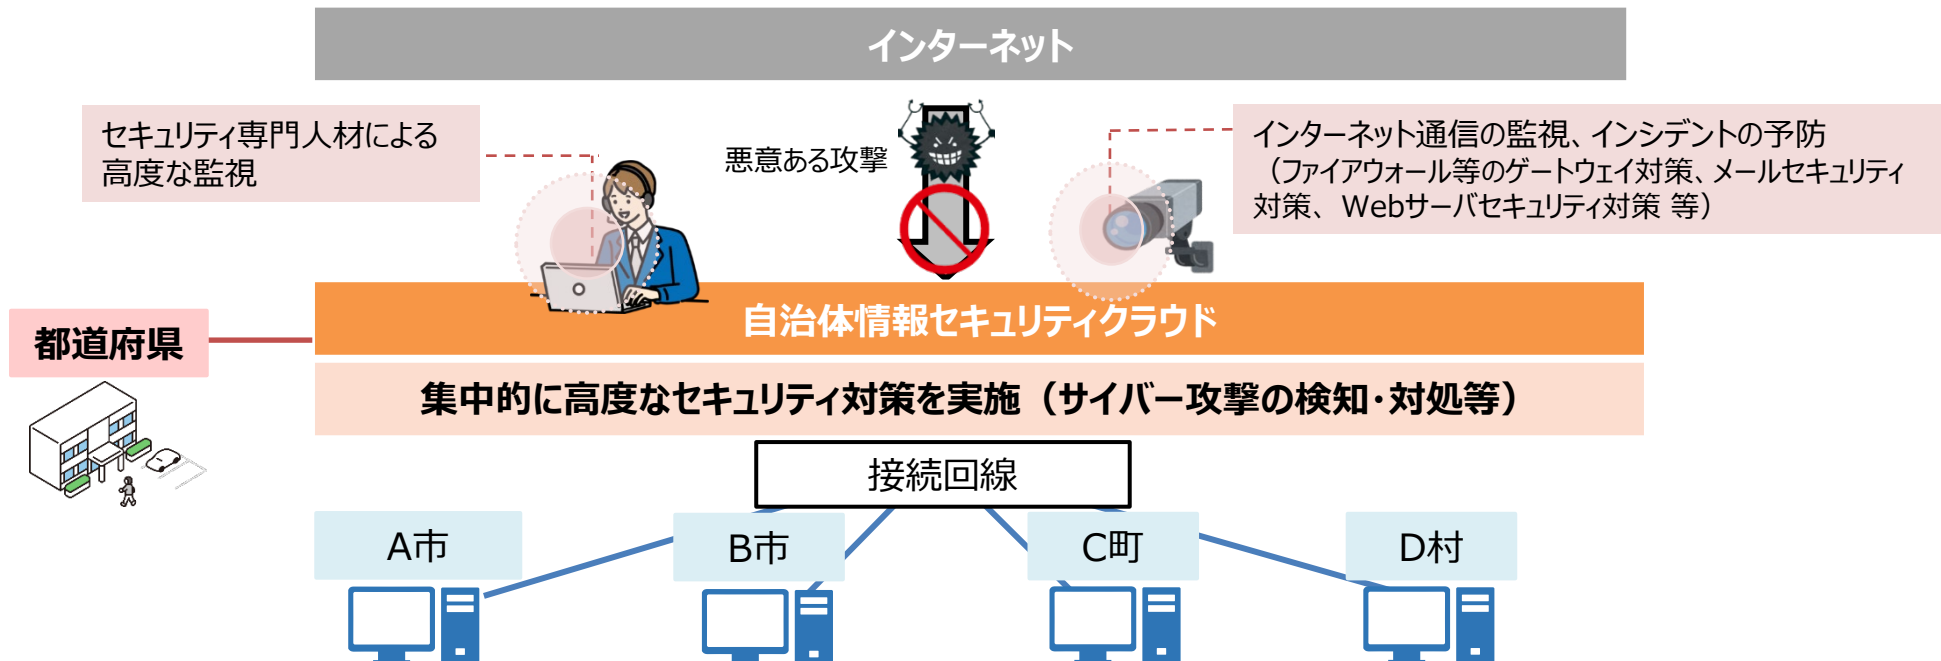 インターネット
セキュリティ専門人材による
高度な監視
悪意ある攻撃
インターネット通信の監視、インシデントの予防
（ファイアウォール等のゲートウェイ対策、メールセキュリティ
対策、Webサーバセキュリティ対策 等）
都道府県
自治体情報セキュリティクラウド
集中的に高度なセキュリティ対策を実施（サイバー攻撃の検知・対処等）
接続回線
A市
B市
C町
D村